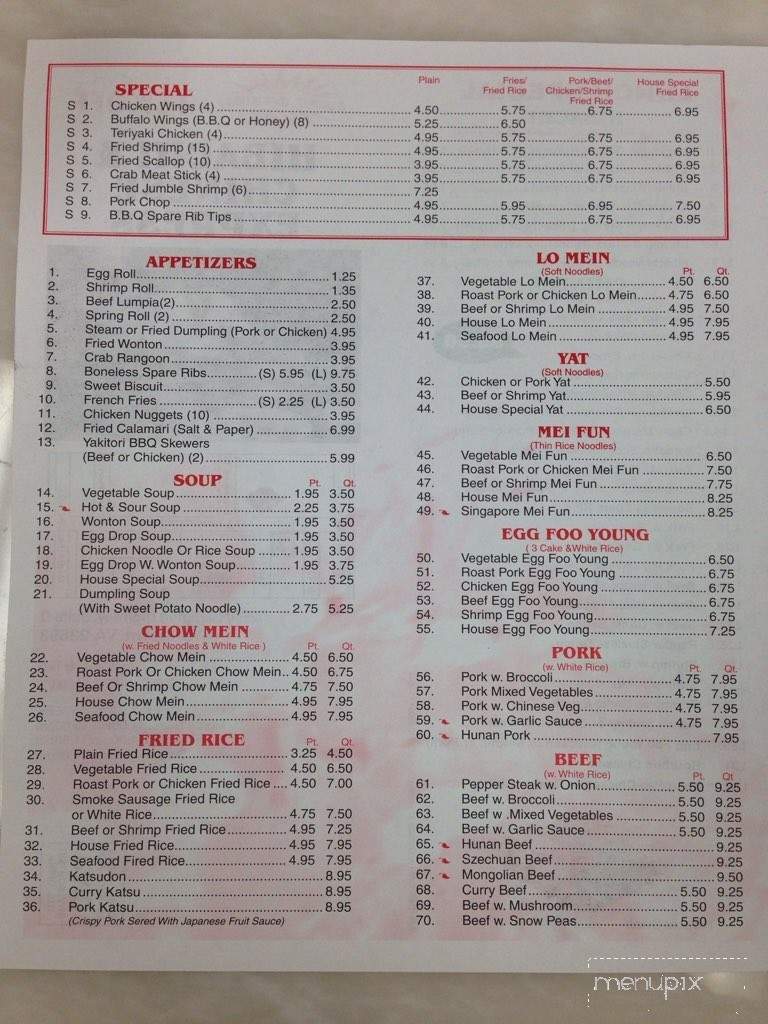 SPECIAL Plain Fries/ Fried Rice Pork/Beef/ Chicken/Shrimp Fried Rice House Special Fried Rice
S 1. Chicken Wings (4) 4.50 5.75 6.75 6.95
S 2. Buffalo Wings (B.B.Q or Honey) (8) 5.25 6.50
S 3. Teriyaki Chicken (4) 4.95 5.75 6.75 6.95
S 4. Fried Shrimp (15) 4.95 5.75 6.75 6.95
S 5. Fried Scallop (10) 3.95 5.75 6.75 6.95
S 6. Crab Meat Stick (4) 3.95 5.75 6.75 6.95
S 7. Fried Jumble Shrimp (6) 7.25
S 8. Pork Chop 4.95 5.95 6.95 7.50
S 9. B.B.Q Spare Rib Tips 4.95 5.75 6.75 6.95
APPETIZERS
1. Egg Roll 1.25
2. Shrimp Roll 1.35
3. Beef Lumpia(2) 2.50
4. Spring Roll (2) 2.50
5. Steam or Fried Dumpling (Pork or Chicken) 4.95
6. Fried Wonton 3.95
7. Crab Rangoon 3.95
8. Boneless Spare Ribs (S) 5.95 (L) 9.75
9. Sweet Biscuit 3.50
10. French Fries (S) 2.25 (L) 3.50
11. Chicken Nuggets (10) 3.95
12. Fried Calamari (Salt & Paper) 6.99
13. Yakitori BBQ Skewers
(Beef or Chicken) (2) 5.99
SOUP Pt. Qt.
14. Vegetable Soup 1.95 3.50
15. Hot & Sour Soup 2.25 3.75
16. Wonton Soup 1.95 3.50
17. Egg Drop Soup 1.95 3.50
18. Chicken Noodle Or Rice Soup 1.95 3.50
19. Egg Drop W. Wonton Soup 1.95 3.75
20. House Special Soup 5.25
21. Dumpling Soup
(With Sweet Potato Noodle) 2.75 5.25
CHOW MEIN
(w. Fried Noodles & White Rice ) Pt. Qt.
22. Vegetable Chow Mein 4.50 6.50
23. Roast Pork Or Chicken Chow Mein 4.50 6.75
24. Beef Or Shrimp Chow Mein 4.75 7.50
25. House Chow Mein 4.95 7.95
26. Seafood Chow Mein 4.95 7.95
FRIED RICE Pt. Qt.
27. Plain Fried Rice 3.25 4.50
28. Vegetable Fried Rice 4.50 6.50
29. Roast Pork or Chicken Fried Rice 4.50 7.00
30. Smoke Sausage Fried Rice
or White Rice 4.75 7.50
31. Beef or Shrimp Fried Rice 4.95 7.25
32. House Fried Rice 4.95 7.95
33. Seafood Fired Rice 4.95 7.95
34. Katsudon 8.95
35. Curry Katsu 8.95
36. Pork Katsu 8.95
(Crispy Pork Sered With Japanese Fruit Sauce)
LO MEIN
(Soft Noodles) Pt. Qt.
37. Vegetable Lo Mein 4.50 6.50
38. Roast Pork or Chicken Lo Mein 4.75 6.50
39. Beef or Shrimp Lo Mein 4.95 7.50
40. House Lo Mein 4.95 7.95
41. Seafood Lo Mein 4.95 7.95
YAT
(Soft Noodles)
42. Chicken or Pork Yat 5.50
43. Beef or Shrimp Yat 5.95
44. House Special Yat 6.50
MEI FUN
(Thin Rice Noodles)
45. Vegetable Mei Fun 6.50
46. Roast Pork or Chicken Mei Fun 7.50
47. Beef or Shrimp Mei Fun 7.75
48. House Mei Fun 8.25
49. Singapore Mei Fun 8.25
EGG FOO YOUNG
( 3 Cake &White Rice)
50. Vegetable Egg Foo Young 6.50
51. Roast Pork Egg Foo Young 6.75
52. Chicken Egg Foo Young 6.75
53. Beef Egg Foo Young 6.75
54. Shrimp Egg Foo Young 6.75
55. House Egg Foo Young 7.25
PORK
(w. White Rice) Pt. Qt.
56. Pork w. Broccoli 4.75 7.95
57. Pork Mixed Vegetables 4.75 7.95
58. Pork w. Chinese Veg 4.75 7.95
59. Pork w. Garlic Sauce 4.75 7.95
60. Hunan Pork 7.95
BEEF
(w. White Rice) Pt. Qt
61. Pepper Steak w. Onion 5.50 9.25
62. Beef w. Broccoli 5.50 9.25
63. Beef w .Mixed Vegetables 5.50 9.25
64. Beef w. Garlic Sauce 5.50 9.25
65. Hunan Beef 9.25
66. Szechuan Beef 9.25
67. Mongolian Beef 9.50
68. Curry Beef 5.50 9.25
69. Beef w. Mushroom 5.50 9.25
70. Beef w. Snow Peas 5.50 9.25
menupix